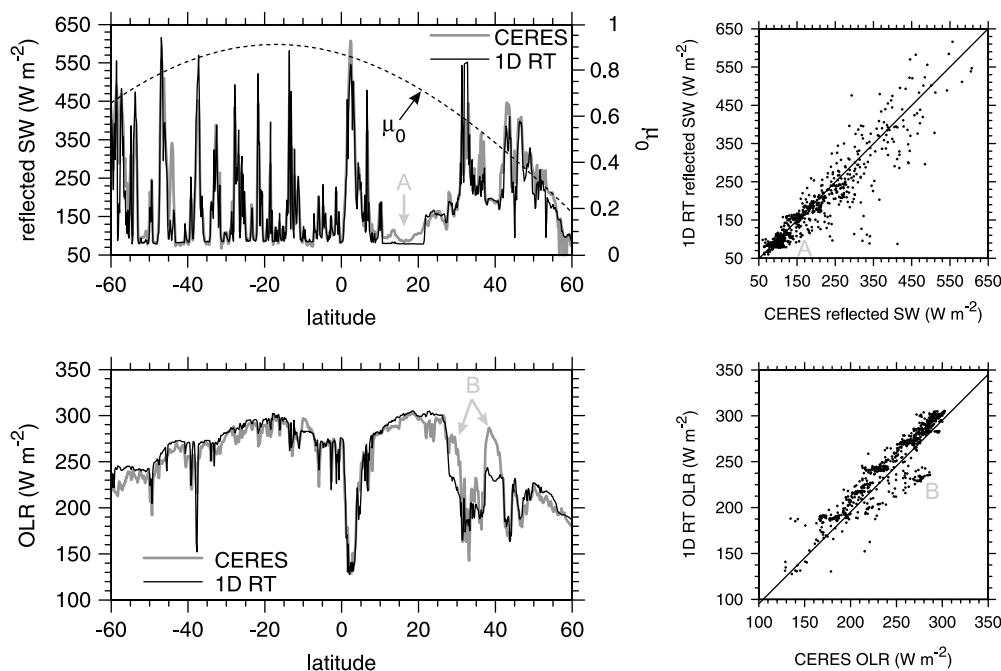 reflected SW (W m-2)
650
550
450
350
250
150
50
CERES
1D RT
μ0
A
1
0.8
0.6
0.4
0.2
0
μ0
-60 -40 -20 0 20 40 60
latitude
1D RT reflected SW (W m-2)
650
550
450
350
250
150
50
A
50 150 250 350 450 550 650
CERES reflected SW (W m-2)
OLR (W m-2)
350
300
250
200
150
100
B
CERES
1D RT
-60 -40 -20 0 20 40 60
latitude
1D RT OLR (W m-2)
350
300
250
200
150
100
B
100 150 200 250 300 350
CERES OLR (W m-2)